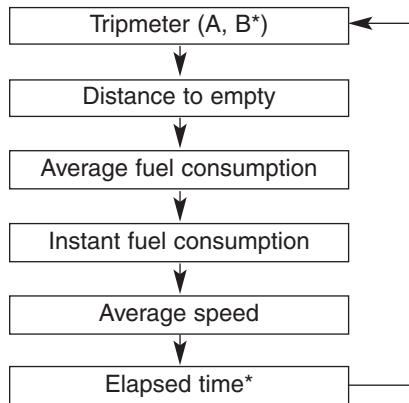 Tripmeter (A, B*)
Distance to empty
Average fuel consumption
Instant fuel consumption
Average speed
Elapsed time*